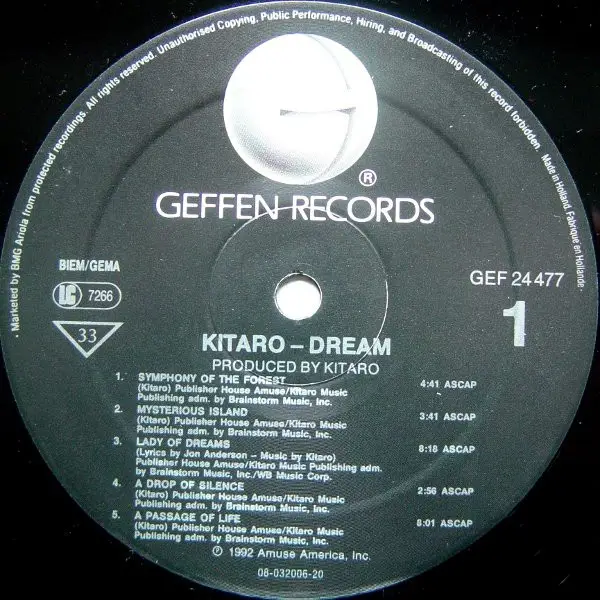 · Marketed by BMG Ariola from protected recordings. All rights reserved. Unauthorised Copying, Public Performance, Hiring, and Broadcasting of this record forbidden. Made in Holland. Fabriqué en Hollande ·
®
GEFFEN RECORDS
BIEM/GEMA
LC 7266
33
GEF 24 477
1
KITARO – DREAM
PRODUCED BY KITARO
1. SYMPHONY OF THE FOREST 4:41 ASCAP
(Kitaro) Publisher House Amuse/Kitaro Music
Publishing adm. by Brainstorm Music, Inc.
2. MYSTERIOUS ISLAND 3:41 ASCAP
(Kitaro) Publisher House Amuse/Kitaro Music
Publishing adm. by Brainstorm Music, Inc.
3. LADY OF DREAMS 8:18 ASCAP
(Lyrics by Jon Anderson – Music by Kitaro)
Publisher House Amuse/Kitaro Music Publishing adm.
by Brainstorm Music, Inc./WB Music Corp.
4. A DROP OF SILENCE 2:56 ASCAP
(Kitaro) Publisher House Amuse/Kitaro Music
Publishing adm. by Brainstorm Music, Inc.
5. A PASSAGE OF LIFE 8:01 ASCAP
(Kitaro) Publisher House Amuse/Kitaro Music
Publishing adm. by Brainstorm Music, Inc.
℗ 1992 Amuse America, Inc.
08-032006-20